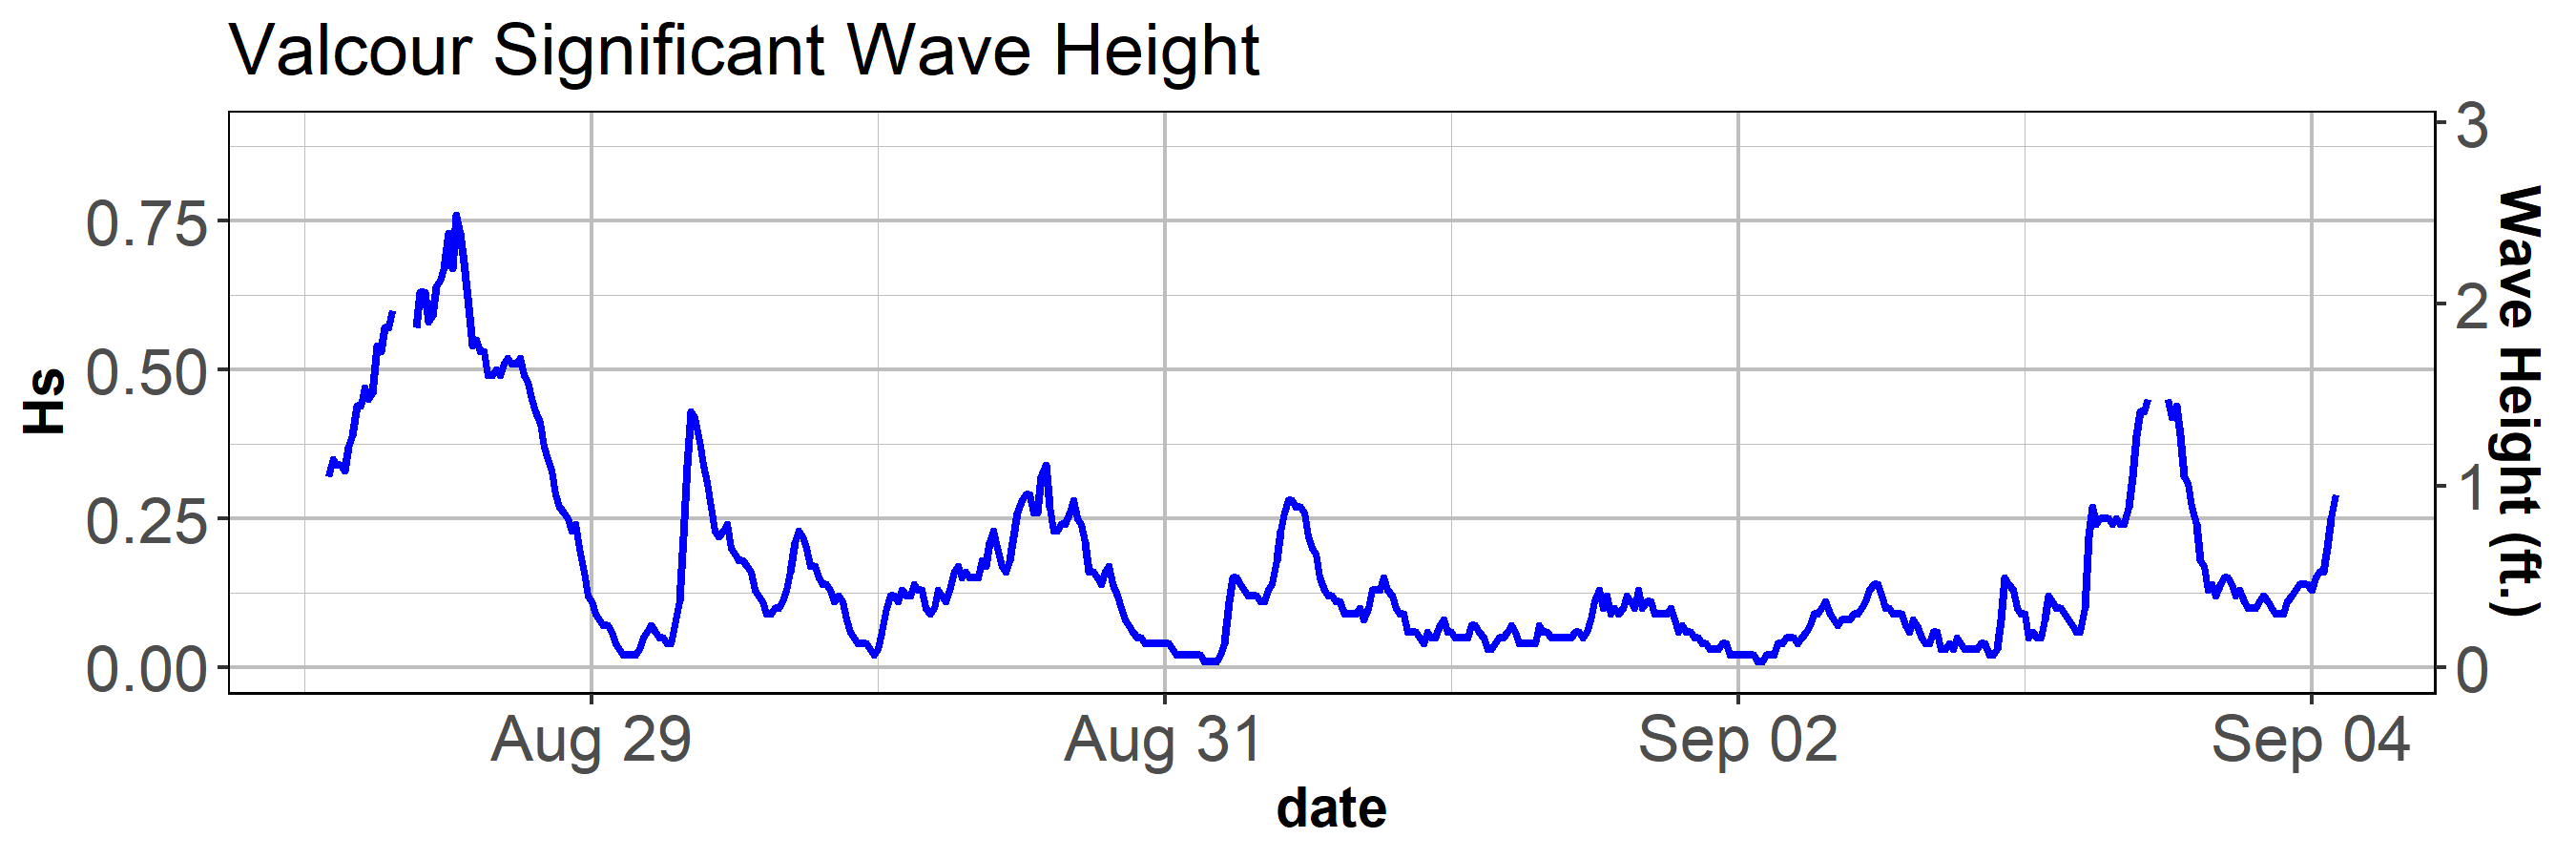 Valcour Significant Wave Height
Hs
0.75
0.50
0.25
0.00
3
2
1
0
Wave Height (ft.)
Aug 29 Aug 31 Sep 02 Sep 04
date